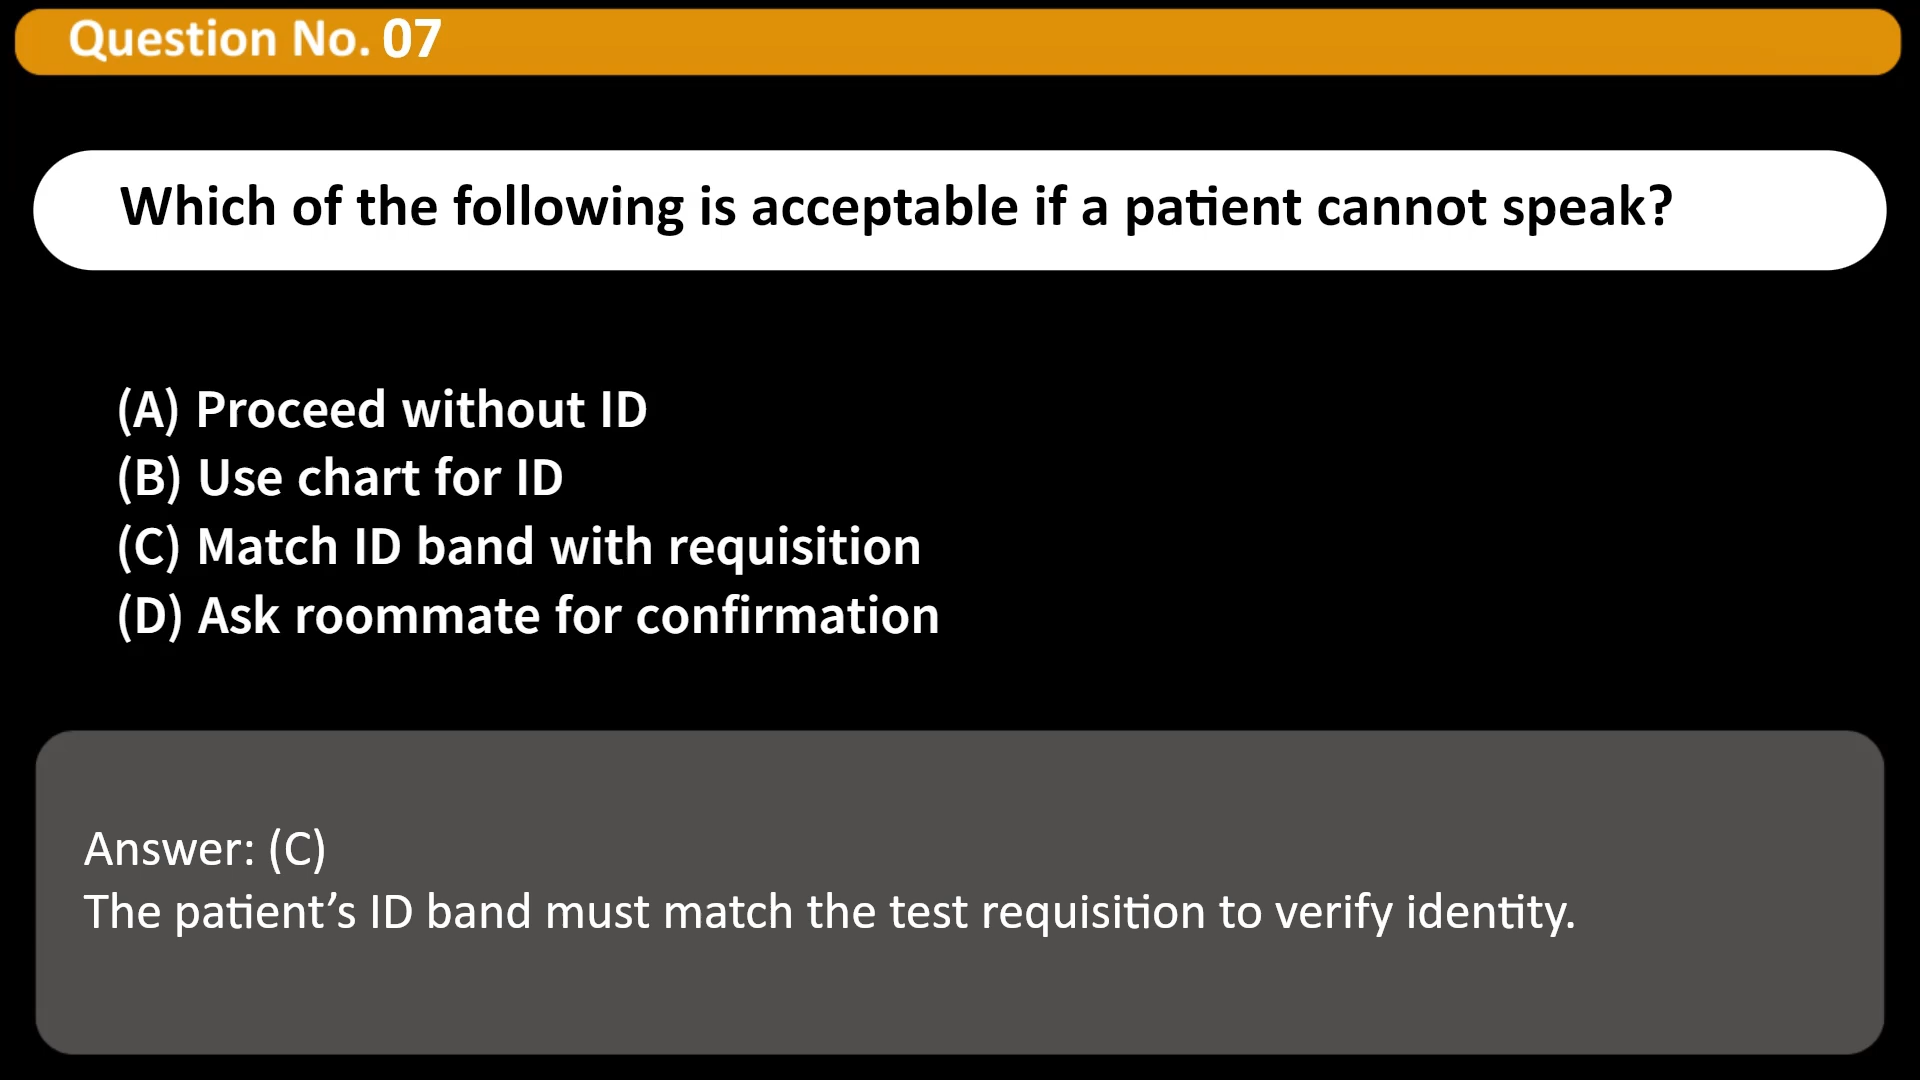 Question No. 07
Which of the following is acceptable if a patient cannot speak?
(A) Proceed without ID
(B) Use chart for ID
(C) Match ID band with requisition
(D) Ask roommate for confirmation
Answer: (C)
The patient’s ID band must match the test requisition to verify identity.